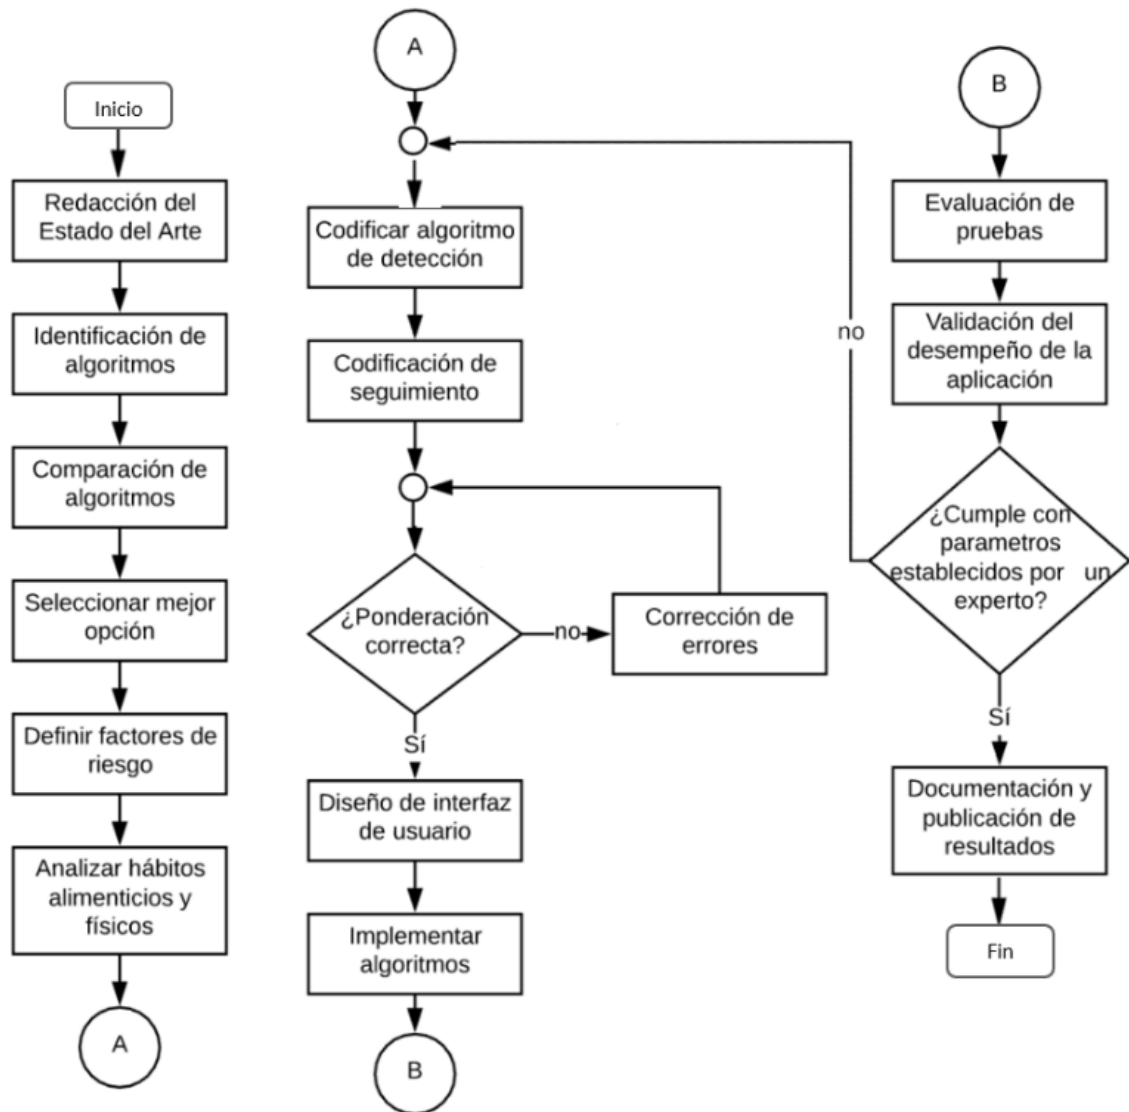 Inicio
Redacción del
Estado del Arte
Identificación de
algoritmos
Comparación de
algoritmos
Seleccionar mejor
opción
Definir factores de
riesgo
Analizar hábitos
alimenticios y
físicos
A
A
Codificar algoritmo
de detección
Codificación de
seguimiento
¿Ponderación
correcta?
no
Corrección de
errores
Sí
Diseño de interfaz
de usuario
Implementar
algoritmos
B
B
Evaluación de
pruebas
Validación del
desempeño de la
aplicación
¿Cumple con
parametros
establecidos por un
experto?
no
Sí
Documentación y
publicación de
resultados
Fin